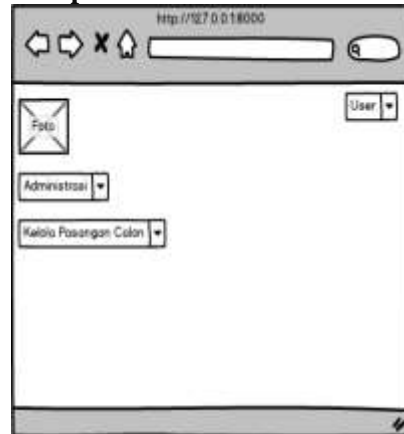 http://127.0.0.1:8000
User
Foto
Administrasi
Kelola Pasangan Calon